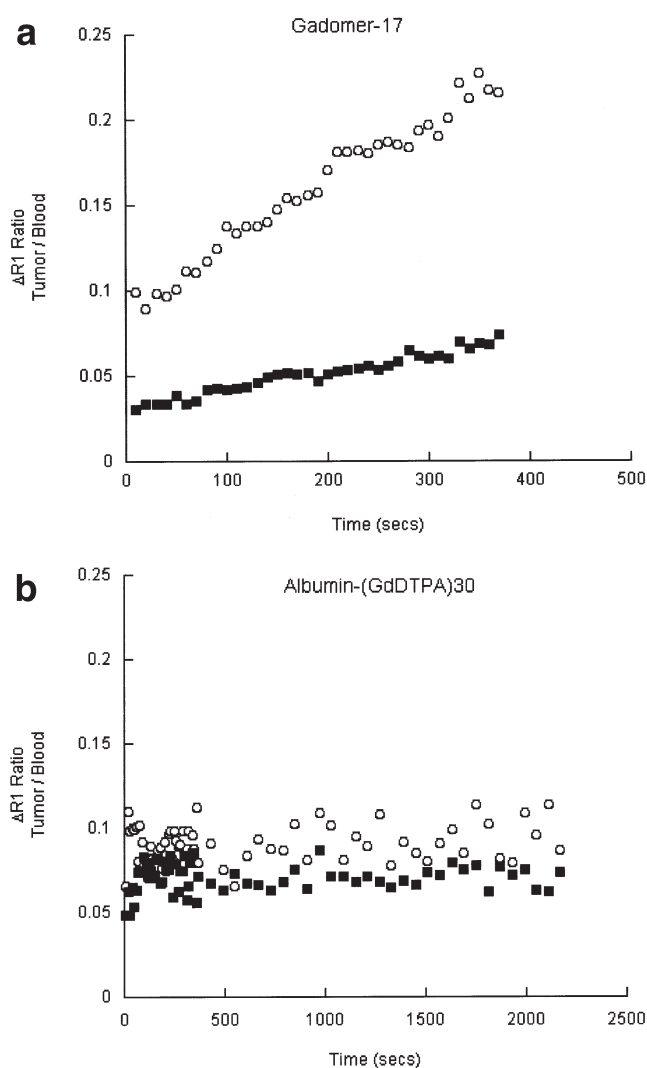 a
Gadomer-17
0.25
0.2
0.15
0.1
0.05
0
ΔR1 Ratio
Tumor / Blood
0 100 200 300 400 500
Time (secs)
b
Albumin-(GdDTPA)30
0.25
0.2
0.15
0.1
0.05
0
ΔR1 Ratio
Tumor / Blood
0 500 1000 1500 2000 2500
Time (secs)